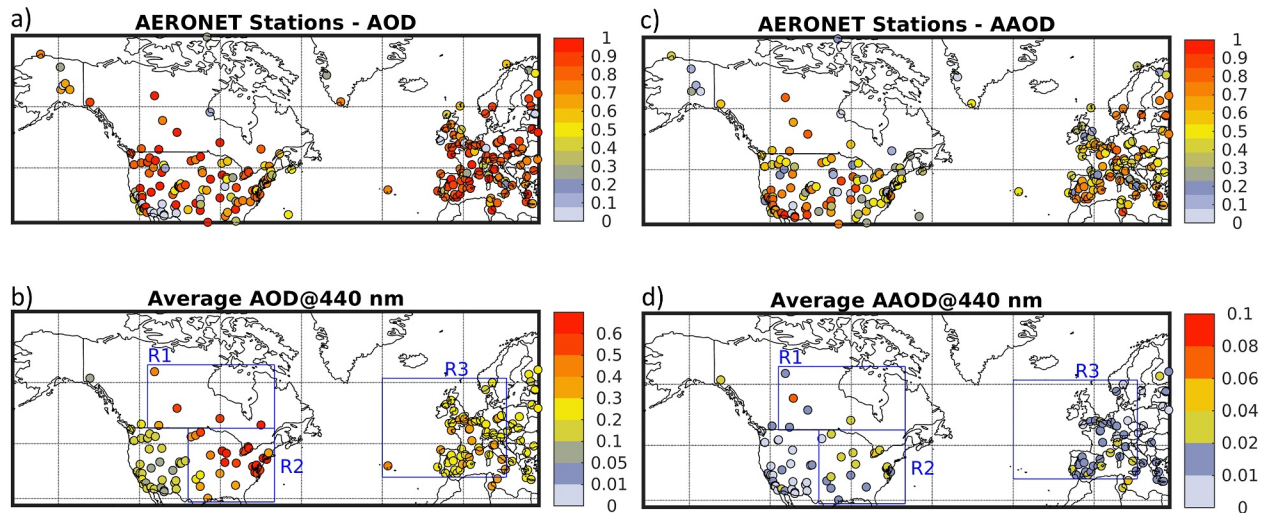 a)
AERONET Stations - AOD
1
0.9
0.8
0.7
0.6
0.5
0.4
0.3
0.2
0.1
0
c)
AERONET Stations - AAOD
1
0.9
0.8
0.7
0.6
0.5
0.4
0.3
0.2
0.1
0
b)
Average AOD@440 nm
R1
R3
R2
0.6
0.5
0.4
0.3
0.2
0.1
0.05
0.01
0
d)
Average AAOD@440 nm
R1
R3
R2
0.1
0.08
0.06
0.04
0.02
0.01
0